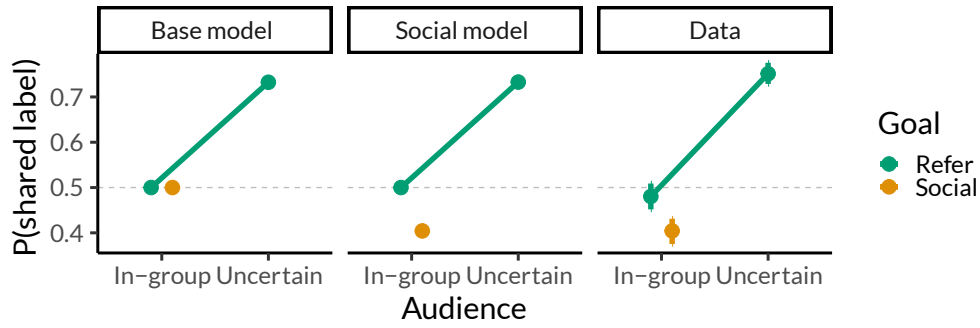 Base model
Social model
Data
P(shared label)
0.7
0.6
0.5
0.4
In−group Uncertain
In−group Uncertain
In−group Uncertain
Audience
Goal
Refer
Social